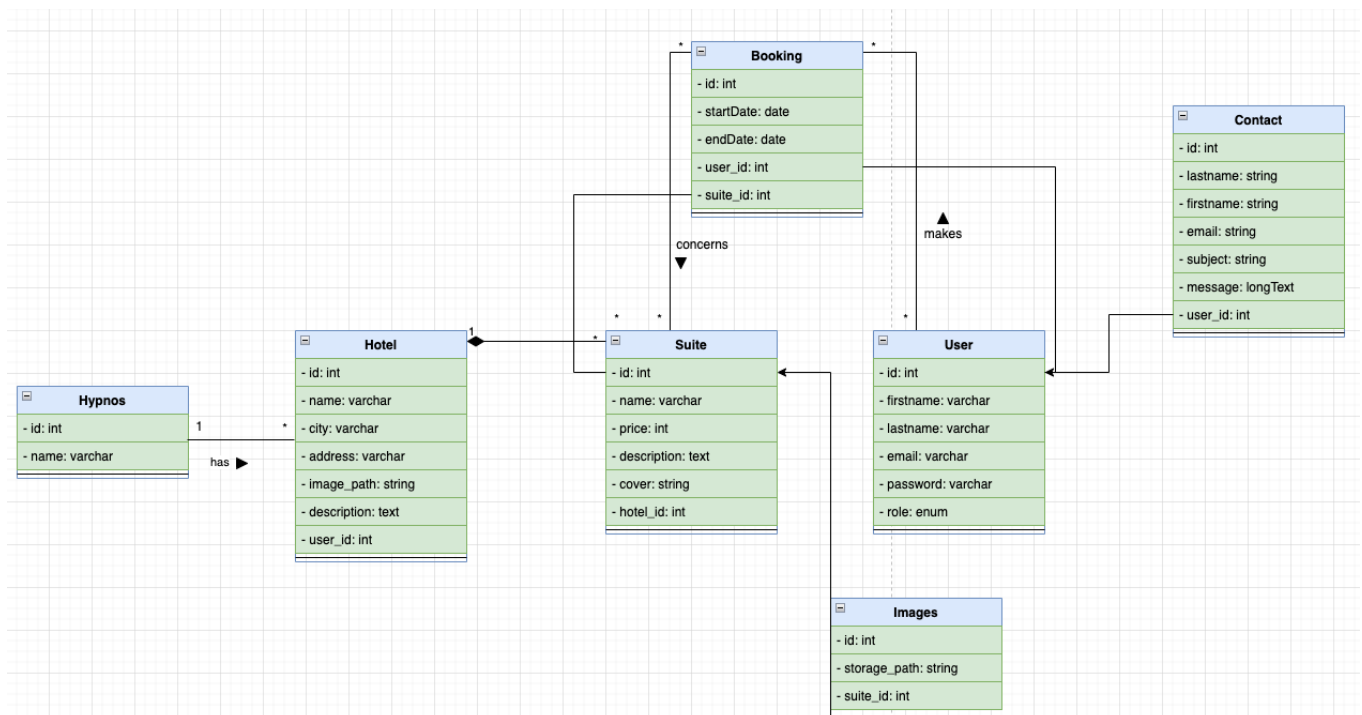 * *
Booking
- id: int
- startDate: date
- endDate: date
- user_id: int
- suite_id: int
Contact
- id: int
- lastname: string
- firstname: string
- email: string
- subject: string
- message: longText
- user_id: int
concerns
makes
* * *
1 *
Hotel
- id: int
- name: varchar
- city: varchar
- address: varchar
- image_path: string
- description: text
- user_id: int
Suite
- id: int
- name: varchar
- price: int
- description: text
- cover: string
- hotel_id: int
User
- id: int
- firstname: varchar
- lastname: varchar
- email: varchar
- password: varchar
- role: enum
Hypnos
- id: int
- name: varchar
1 *
has
Images
- id: int
- storage_path: string
- suite_id: int